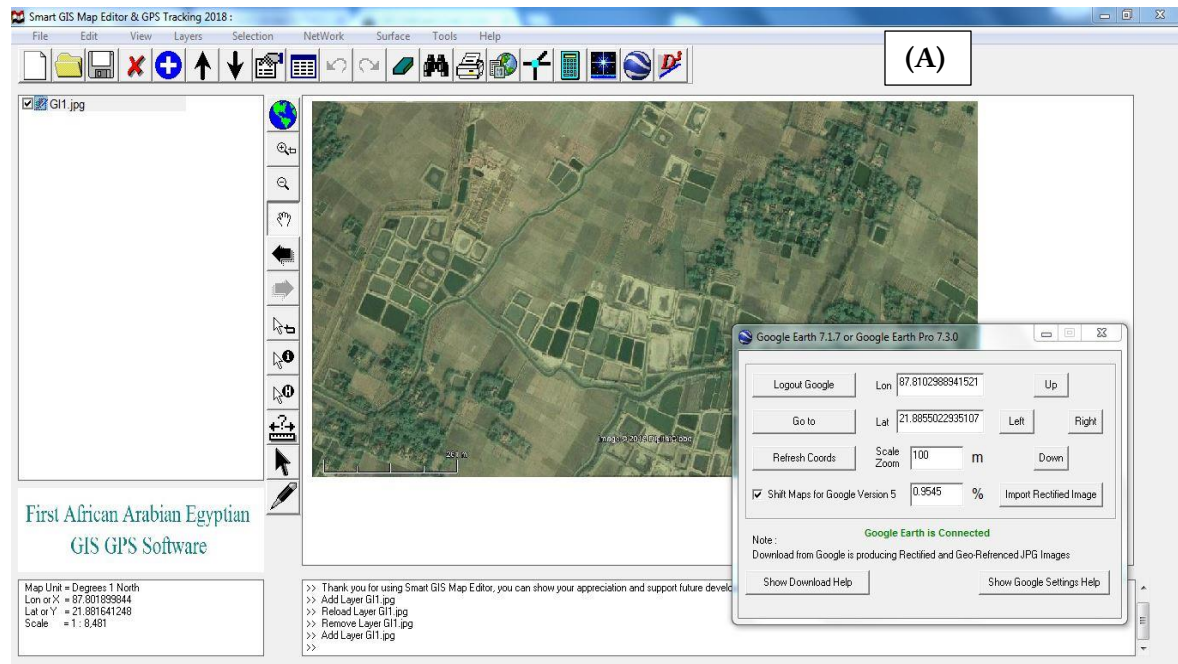 Smart GIS Map Editor & GPS Tracking 2018 :
File Edit View Layers Selection NetWork Surface Tools Help
(A)
GI1.jpg
Image © 2018 DigitalGlobe
261 m
Google Earth 7.1.7 or Google Earth Pro 7.3.0
Logout Google Lon 87.8102988941521 Up
Go to Lat 21.8855022935107 Left Right
Refresh Coords Scale Zoom 100 m Down
Shift Maps for Google Version 5 0.9545 % Import Rectified Image
Google Earth is Connected
Note :
Download from Google is producing Rectified and Geo-Refrenced JPG Images
Show Download Help Show Google Settings Help
First African Arabian Egyptian
GIS GPS Software
Map Unit = Degrees 1 North
Lon or X = 87.801899844
Lat or Y = 21.881641248
Scale = 1 : 8,481
>> Thank you for using Smart GIS Map Editor, you can show your appreciation and support future develo
>> Add Layer GI1.jpg
>> Reload Layer GI1.jpg
>> Remove Layer GI1.jpg
>> Add Layer GI1.jpg
>>